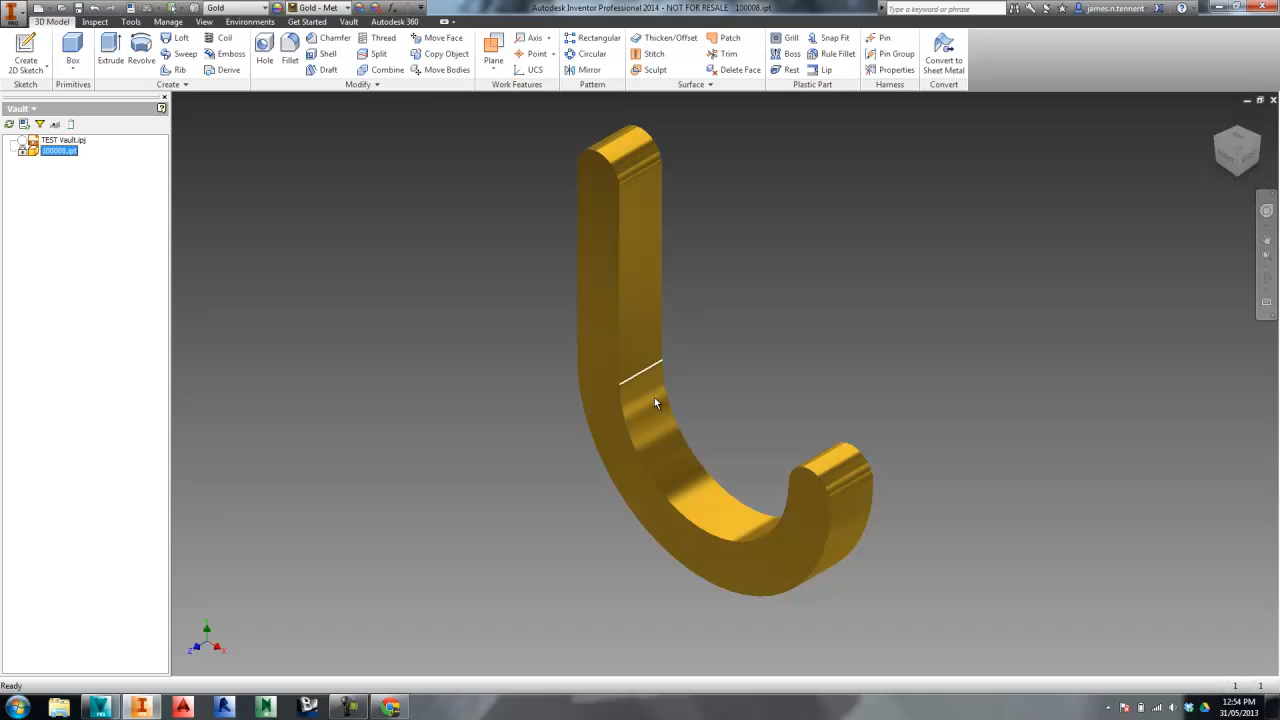 Gold Gold - Met Autodesk Inventor Professional 2014 - NOT FOR RESALE 100008.ipt Type a keyword or phrase james.n.tennent
PRO 3D Model Inspect Tools Manage View Environments Get Started Vault Autodesk 360
Create 2D Sketch
Box
Extrude Revolve
Loft Coil
Sweep Emboss
Rib Derive
Hole Fillet
Chamfer Thread Move Face
Shell Split Copy Object
Draft Combine Move Bodies
Plane
Axis
Point
UCS
Rectangular
Circular
Mirror
Thicken/Offset Patch
Stitch Trim
Sculpt Delete Face
Grill Snap Fit
Boss Rule Fillet
Rest Lip
Pin
Pin Group
Properties
Convert to Sheet Metal
Sketch Primitives Create Modify Work Features Pattern Surface Plastic Part Harness Convert
Vault
TEST Vault.ipj
100008.ipt
TOP
Y
Z X
Ready 1 1
12:54 PM
31/05/2013